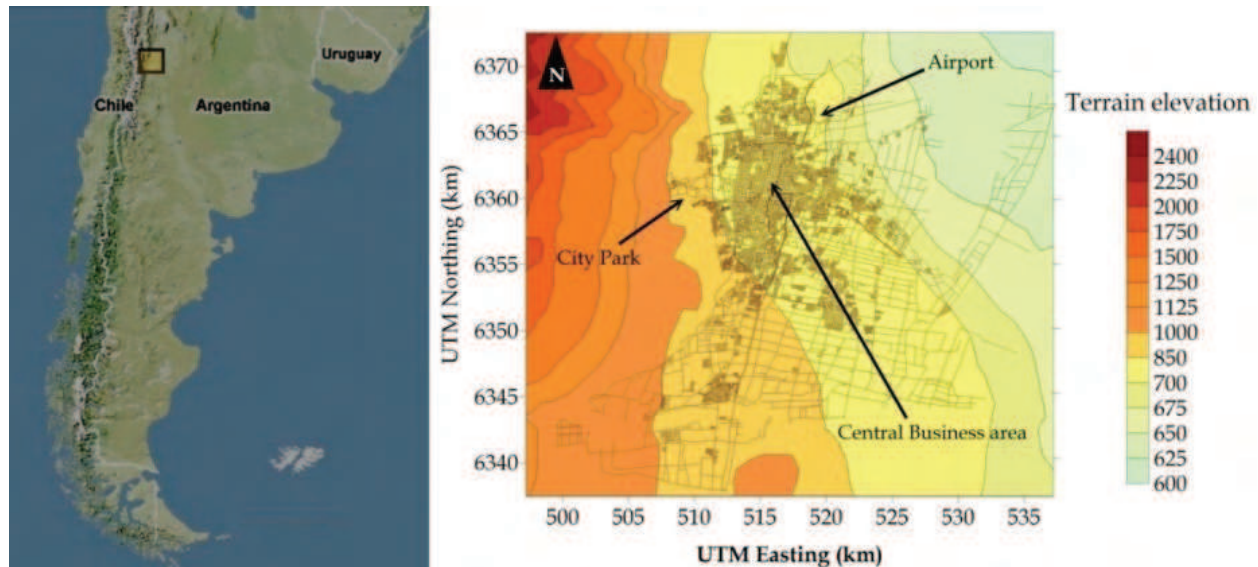 Uruguay
Chile
Argentina
N
Airport
City Park
Central Business area
UTM Northing (km)
6370
6365
6360
6355
6350
6345
6340
500
505
510
515
520
525
530
535
UTM Easting (km)
Terrain elevation
2400
2250
2000
1750
1500
1250
1125
1000
850
700
675
650
625
600